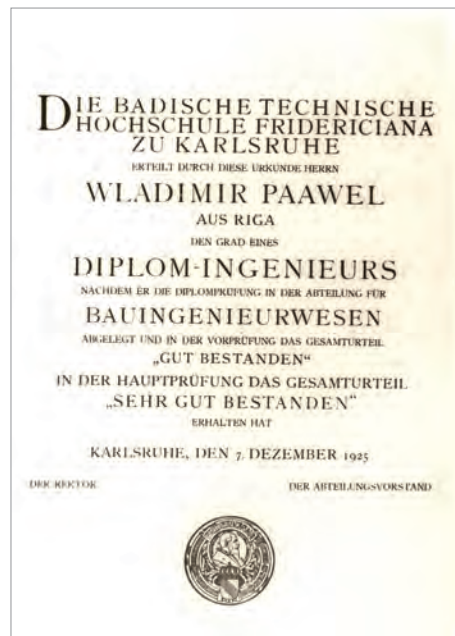 DIE BADISCHE TECHNISCHE
HOCHSCHULE FRIDERICIANA
ZU KARLSRUHE
ERTEILT DURCH DIESE URKUNDE HERRN
WLADIMIR PAAWEL
AUS RIGA
DEN GRAD EINES
DIPLOM-INGENIEURS
NACHDEM ER DIE DIPLOMPRÜFUNG IN DER ABTEILUNG FÜR
BAUINGENIEURWESEN
ABGELEGT UND IN DER VORPRÜFUNG DAS GESAMTURTEIL
„GUT BESTANDEN“
IN DER HAUPTPRÜFUNG DAS GESAMTURTEIL
„SEHR GUT BESTANDEN“
ERHALTEN HAT
KARLSRUHE, DEN 7. DEZEMBER 1925
DER REKTOR DER ABTEILUNGSVORSTAND